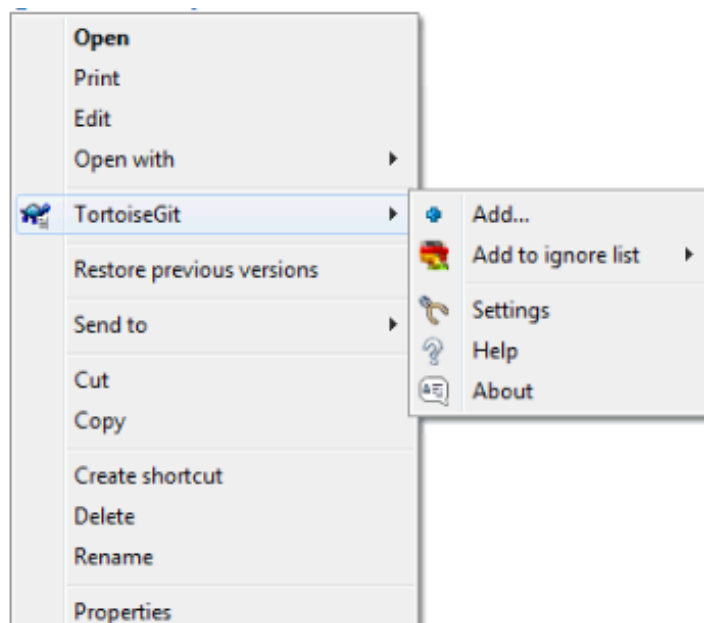 Open
Print
Edit
Open with
TortoiseGit
Restore previous versions
Send to
Cut
Copy
Create shortcut
Delete
Rename
Properties
Add...
Add to ignore list
Settings
Help
About